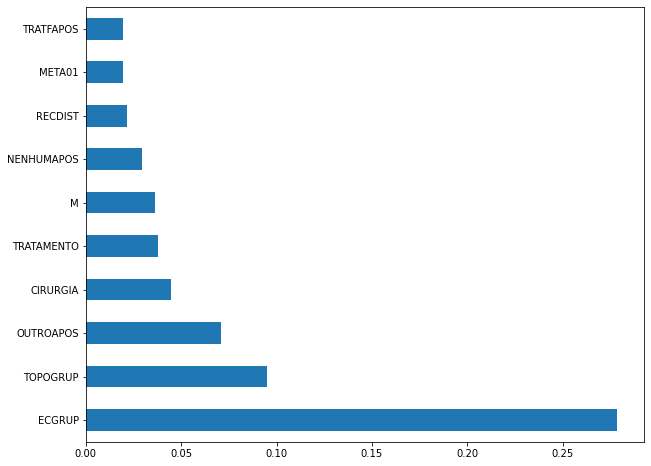 TRATFAPOS
META01
RECDIST
NENHUMAPOS
M
TRATAMENTO
CIRURGIA
OUTROAPOS
TOPOGRUP
ECGRUP
0.00 0.05 0.10 0.15 0.20 0.25